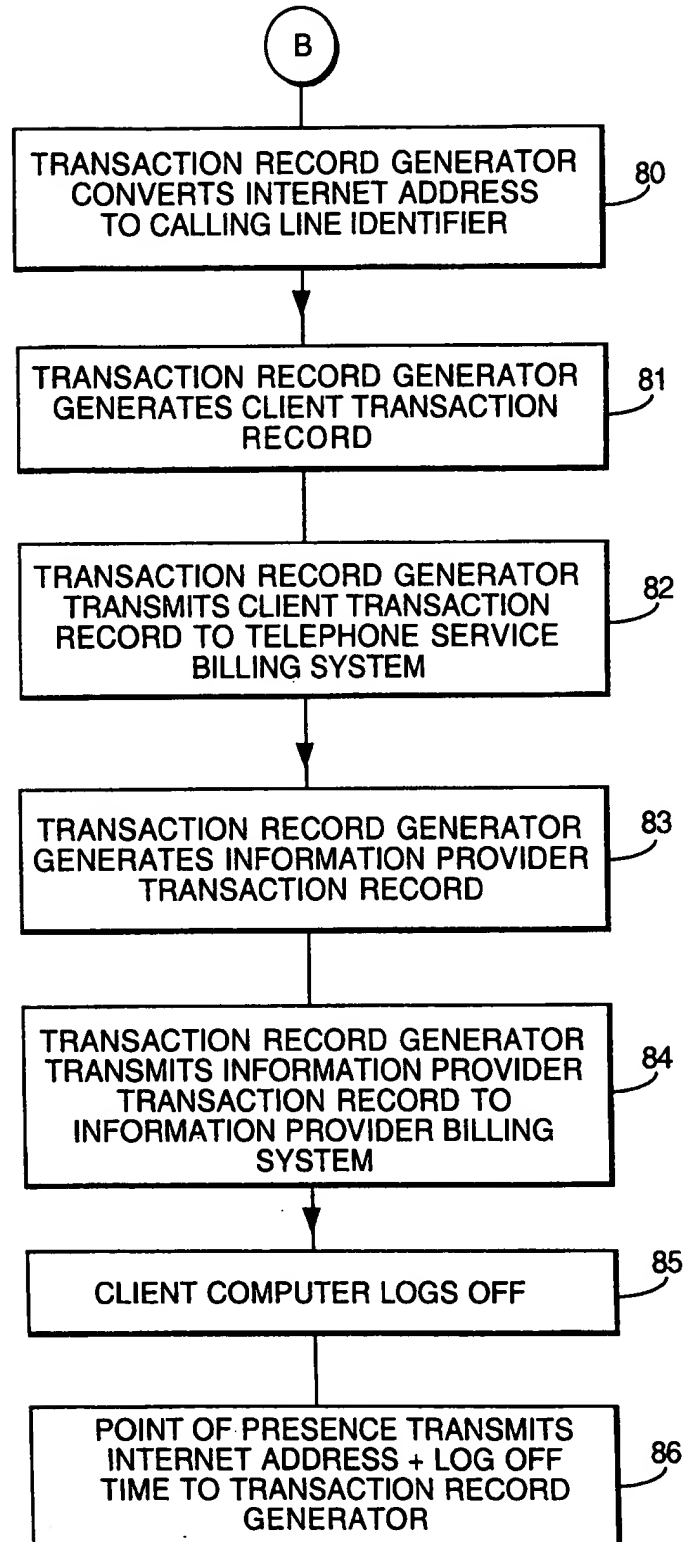 B
TRANSACTION RECORD GENERATOR
CONVERTS INTERNET ADDRESS
TO CALLING LINE IDENTIFIER
80
TRANSACTION RECORD GENERATOR
GENERATES CLIENT TRANSACTION
RECORD
81
TRANSACTION RECORD GENERATOR
TRANSMITS CLIENT TRANSACTION
RECORD TO TELEPHONE SERVICE
BILLING SYSTEM
82
TRANSACTION RECORD GENERATOR
GENERATES INFORMATION PROVIDER
TRANSACTION RECORD
83
TRANSACTION RECORD GENERATOR
TRANSMITS INFORMATION PROVIDER
TRANSACTION RECORD TO
INFORMATION PROVIDER BILLING
SYSTEM
84
CLIENT COMPUTER LOGS OFF
85
POINT OF PRESENCE TRANSMITS
INTERNET ADDRESS + LOG OFF
TIME TO TRANSACTION RECORD
GENERATOR
86